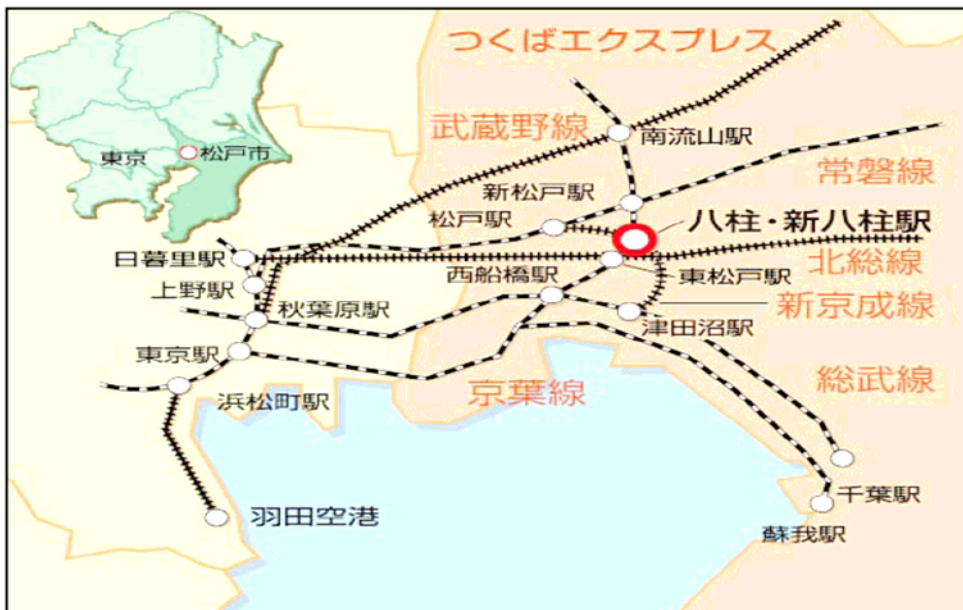 つくばエクスプレス
武蔵野線
南流山駅
東京
松戸市
新松戸駅
常磐線
松戸駅
八柱・新八柱駅
日暮里駅
西船橋駅
東松戸駅
北総線
上野駅
秋葉原駅
新京成線
津田沼駅
東京駅
浜松町駅
京葉線
総武線
千葉駅
羽田空港
蘇我駅